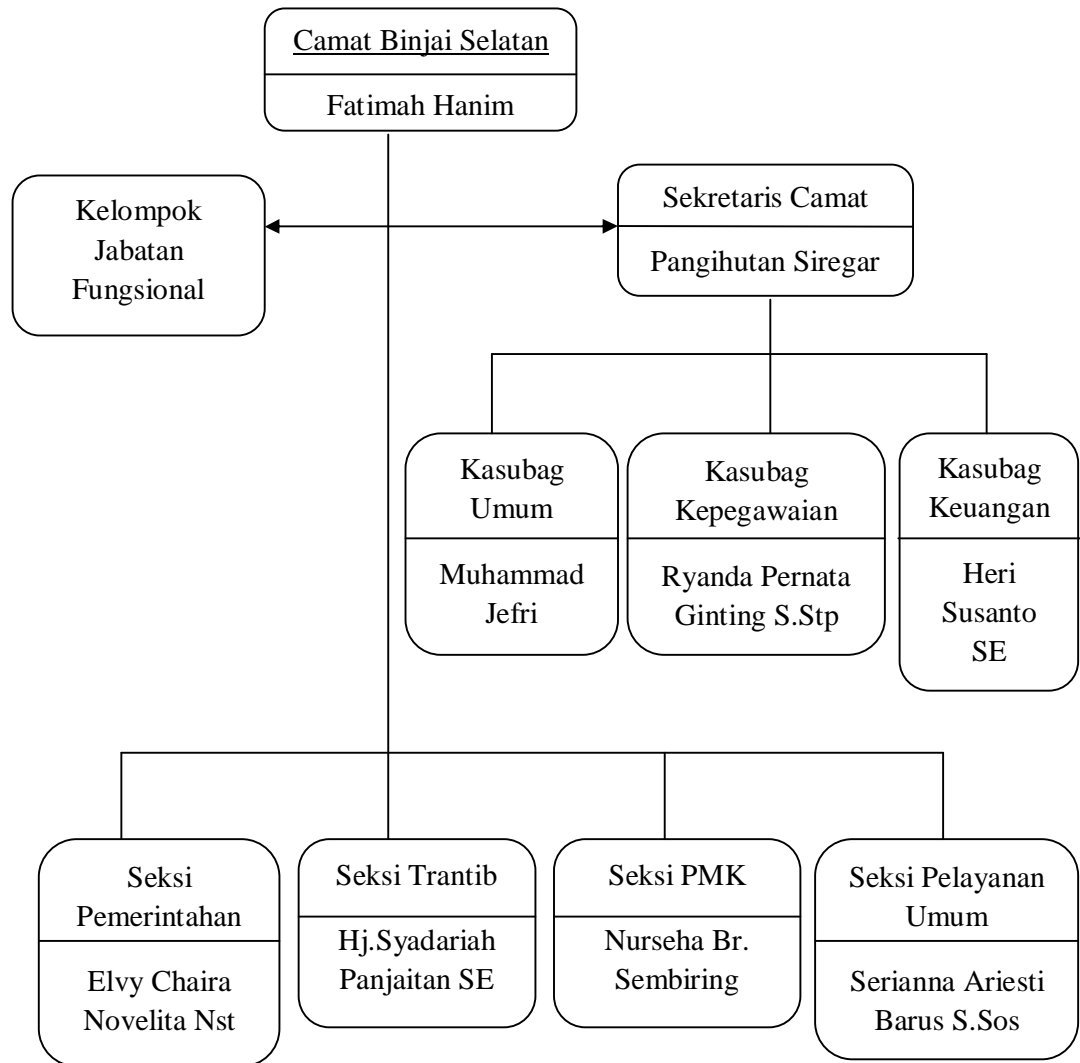 Camat Binjai Selatan
Fatimah Hanim
Kelompok
Jabatan
Fungsional
Sekretaris Camat
Pangihutan Siregar
Kasubag
Umum
Muhammad
Jefri
Kasubag
Kepegawaian
Ryanda Pernata
Ginting S.Stp
Kasubag
Keuangan
Heri
Susanto
SE
Seksi
Pemerintahan
Elvy Chaira
Novelita Nst
Seksi Trantib
Hj.Syadariah
Panjaitan SE
Seksi PMK
Nurseha Br.
Sembiring
Seksi Pelayanan
Umum
Serianna Ariesti
Barus S.Sos